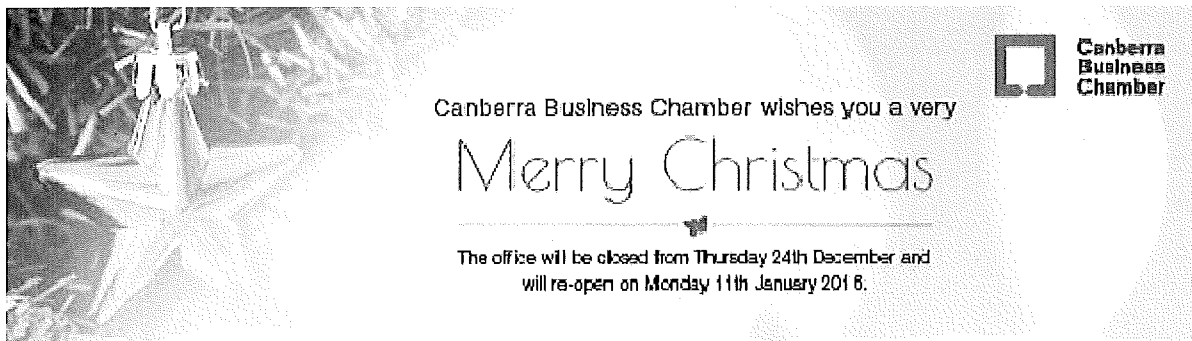 Canberra
Business
Chamber
Canberra Business Chamber wishes you a very
Merry Christmas
The office will be closed from Thursday 24th December and
will re-open on Monday 11th January 2016.